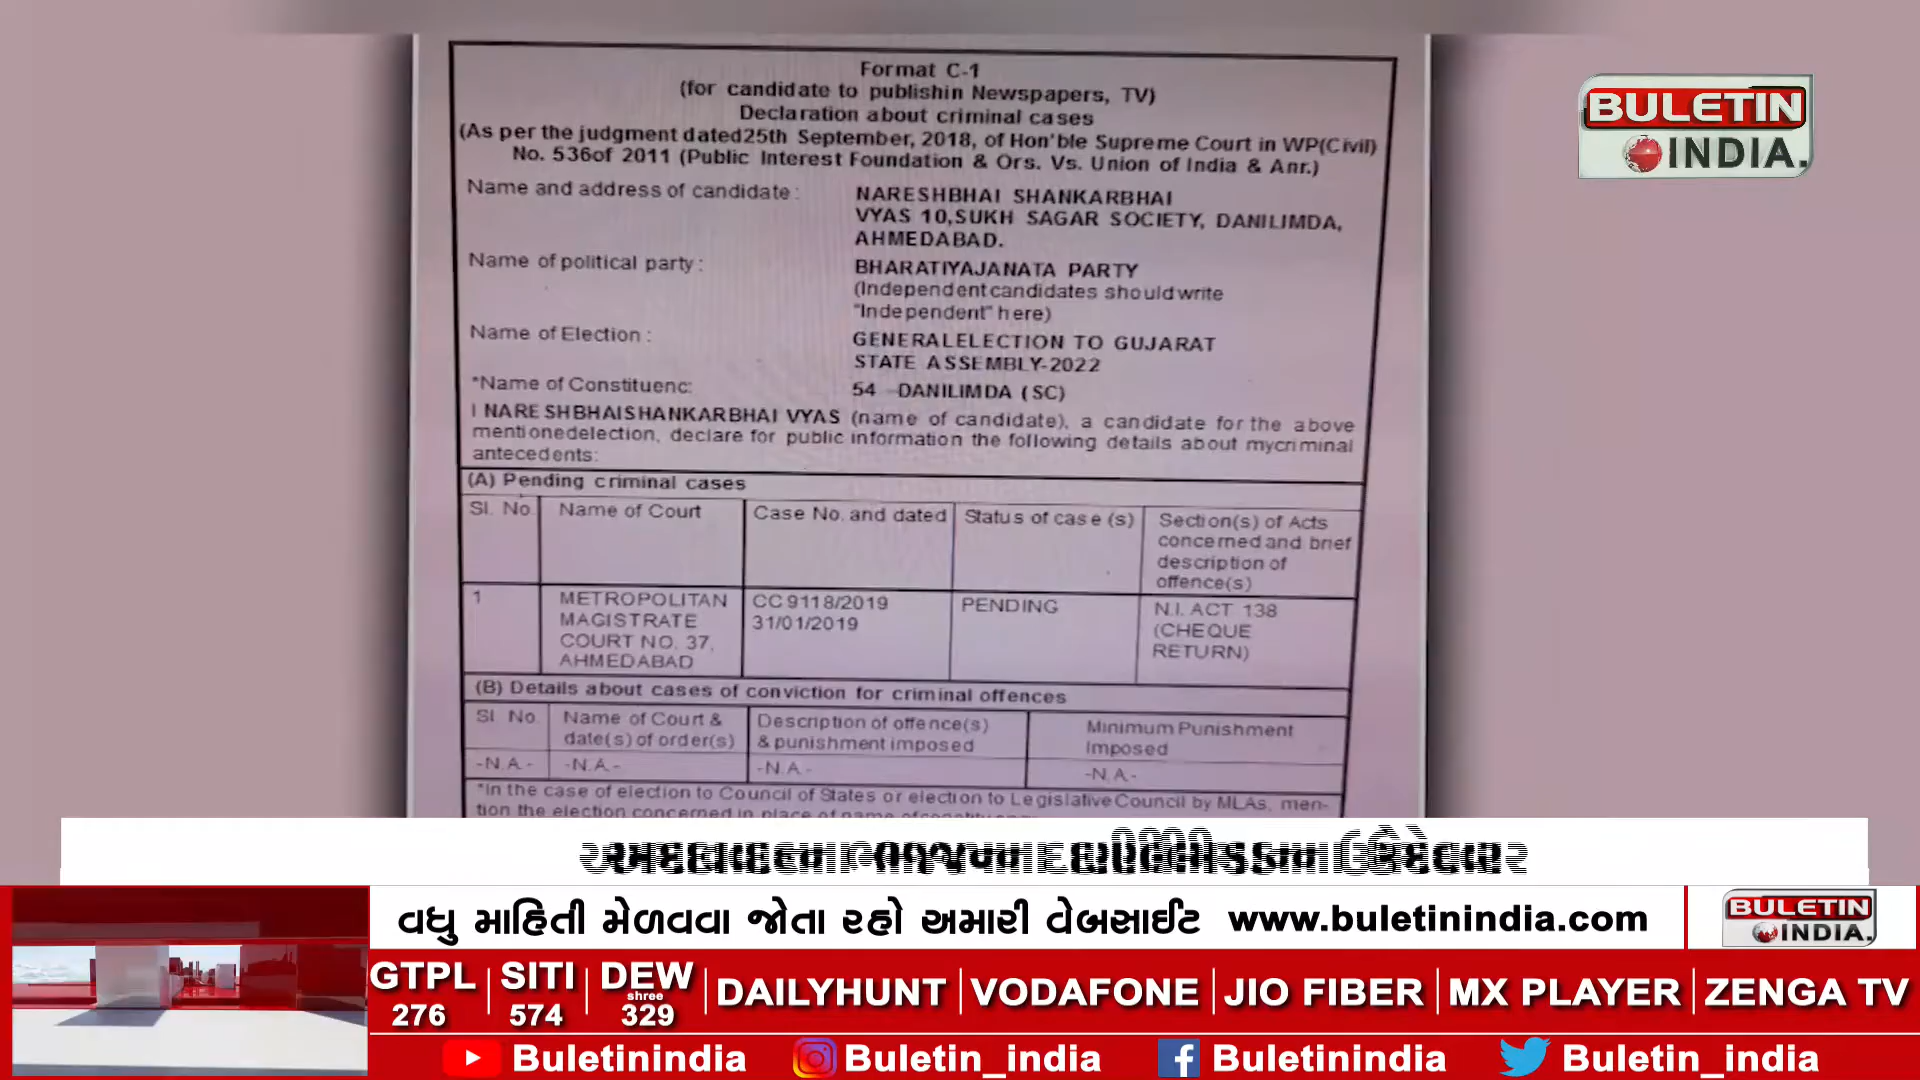 Format C-1
(for candidate to publishin Newspapers, TV)
Declaration about criminal cases
(As per the judgment dated25th September, 2018, of Hon'ble Supreme Court in WP(Civil)
No. 536of 2011 (Public Interest Foundation & Ors. Vs. Union of India & Anr.)
Name and address of candidate : NARESHBHAI SHANKARBHAI
VYAS 10,SUKH SAGAR SOCIETY, DANILIMDA,
AHMEDABAD.
Name of political party : BHARATIYAJANATA PARTY
(Independentcandidates shouldwrite
"Independent" here)
Name of Election : GENERALELECTION TO GUJARAT
STATE ASSEMBLY-2022
*Name of Constituenc: 54 -DANILIMDA (SC)
I NARESHBHAISHANKARBHAI VYAS (name of candidate), a candidate for the above
mentionedelection, declare for public information the following details about mycriminal
antecedents:
(A) Pending criminal cases
Sl. No. Name of Court Case No. and dated Status of case (s) Section(s) of Acts
concerned and brief
description of
offence(s)
1 METROPOLITAN CC 9118/2019 PENDING N.I. ACT 138
MAGISTRATE 31/01/2019 (CHEQUE
COURT NO. 37, RETURN)
AHMEDABAD
(B) Details about cases of conviction for criminal offences
Sl. No. Name of Court & Description of offence(s) Minimum Punishment
date(s) of order(s) & punishment imposed Imposed
-N.A.- -N.A.- -N.A.- -N.A.-
*In the case of election to Council of States or election to Legislative Council by MLAs, men-
tion the election concerned in place of name of
BULETIN
INDIA.
વધુ માહિતી મેળવવા જોતા રહો અમારી વેબસાઈટ www.buletinindia.com
BULETIN
INDIA.
GTPL 276 | SITI 574 | DEW shree 329 | DAILYHUNT | VODAFONE | JIO FIBER | MX PLAYER | ZENGA TV
Buletinindia Buletin_india Buletinindia Buletin_india